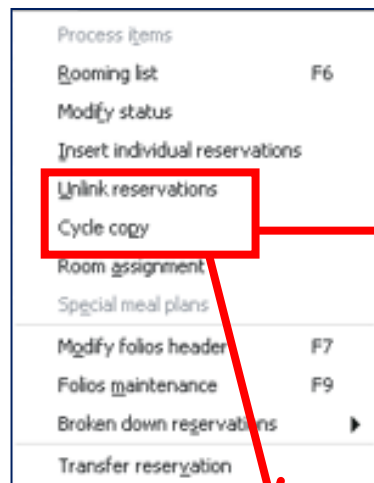 Process items
Rooming list F6
Modify status
Insert individual reservations
Unlink reservations
Cycle copy
Room assignment
Special meal plans
Modify folios header F7
Folios maintenance F9
Broken down reservations
Transfer reservation